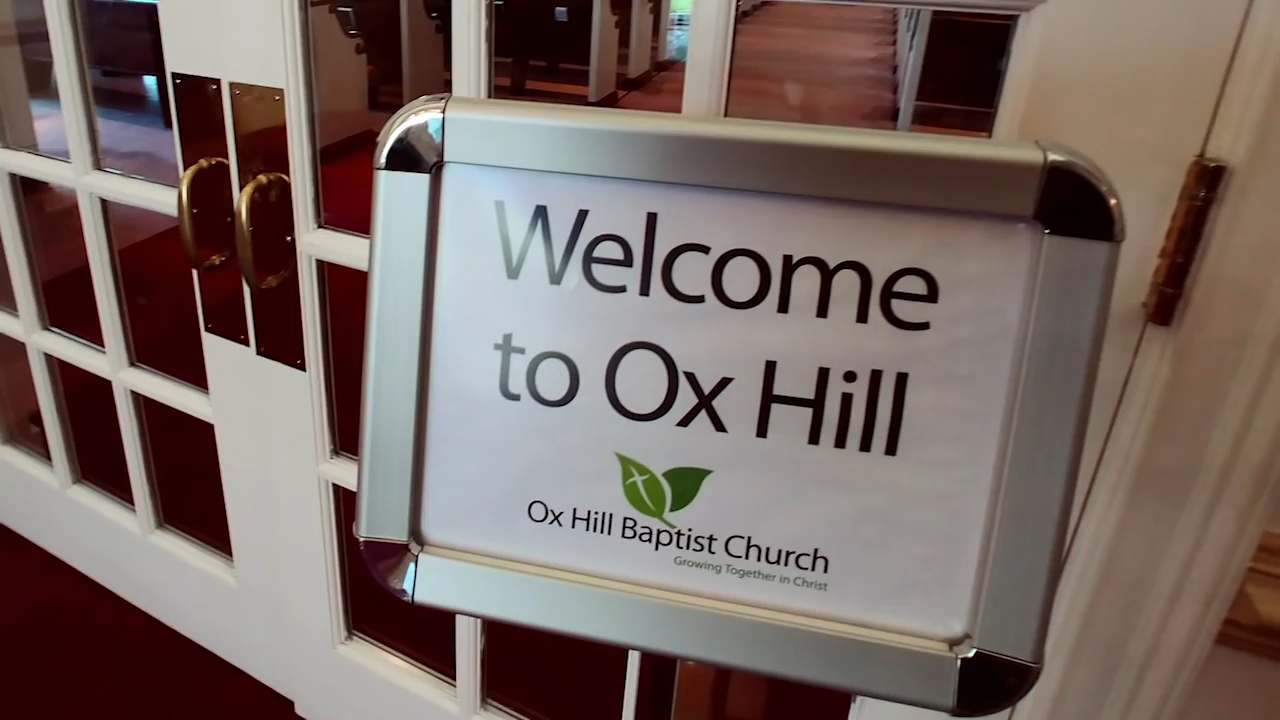 Welcome
to Ox Hill
Ox Hill Baptist Church
Growing Together in Christ